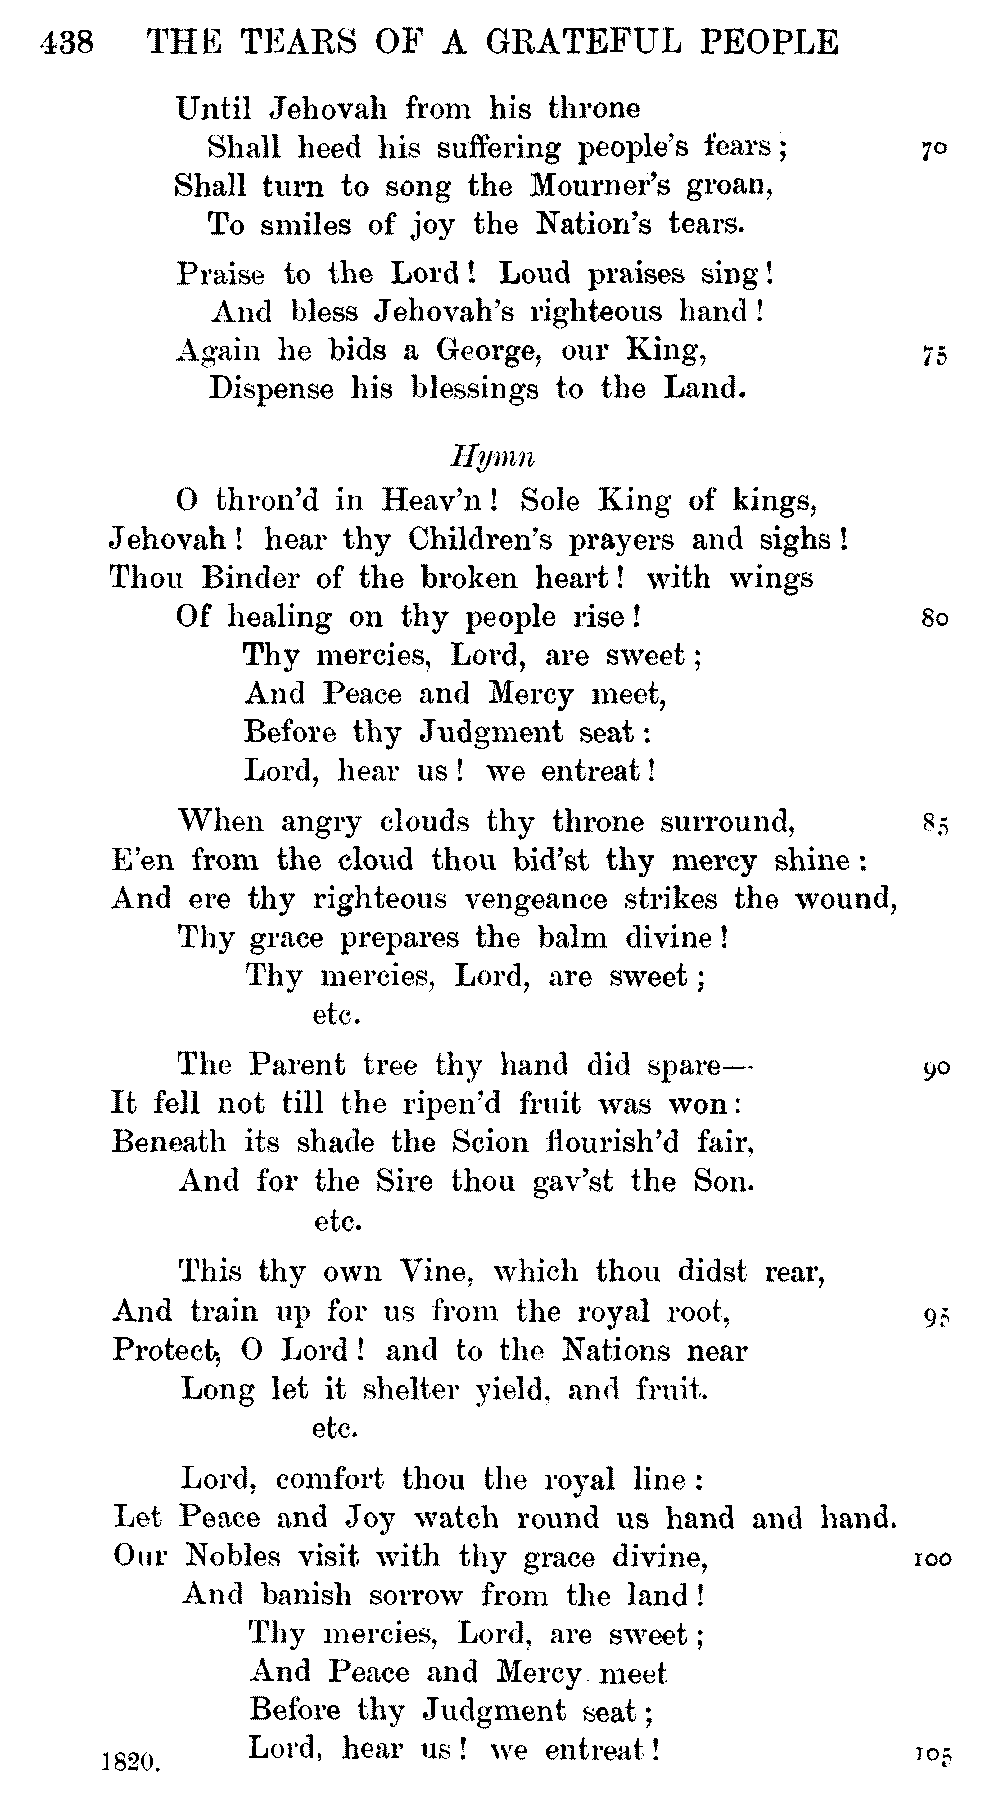 438 THE TEARS OF A GRATEFUL PEOPLE
Until Jehovah from his throne
Shall heed his suffering people's fears; 70
Shall turn to song the Mourner's groan,
To smiles of joy the Nation's tears.
Praise to the Lord! Loud praises sing!
And bless Jehovah's righteous hand!
Again he bids a George, our King, 75
Dispense his blessings to the Land.
Hymn
O thron'd in Heav'n! Sole King of kings,
Jehovah! hear thy Children's prayers and sighs!
Thou Binder of the broken heart! with wings
Of healing on thy people rise! 80
Thy mercies, Lord, are sweet;
And Peace and Mercy meet,
Before thy Judgment seat:
Lord, hear us! we entreat!
When angry clouds thy throne surround, 85
E'en from the cloud thou bid'st thy mercy shine:
And ere thy righteous vengeance strikes the wound,
Thy grace prepares the balm divine!
Thy mercies, Lord, are sweet;
etc.
The Parent tree thy hand did spare— 90
It fell not till the ripen'd fruit was won:
Beneath its shade the Scion flourish'd fair,
And for the Sire thou gav'st the Son.
etc.
This thy own Vine, which thou didst rear,
And train up for us from the royal root, 95
Protect, O Lord! and to the Nations near
Long let it shelter yield, and fruit.
etc.
Lord, comfort thou the royal line:
Let Peace and Joy watch round us hand and hand.
Our Nobles visit with thy grace divine, 100
And banish sorrow from the land!
Thy mercies, Lord, are sweet;
And Peace and Mercy meet
Before thy Judgment seat;
Lord, hear us! we entreat! 105
1820.